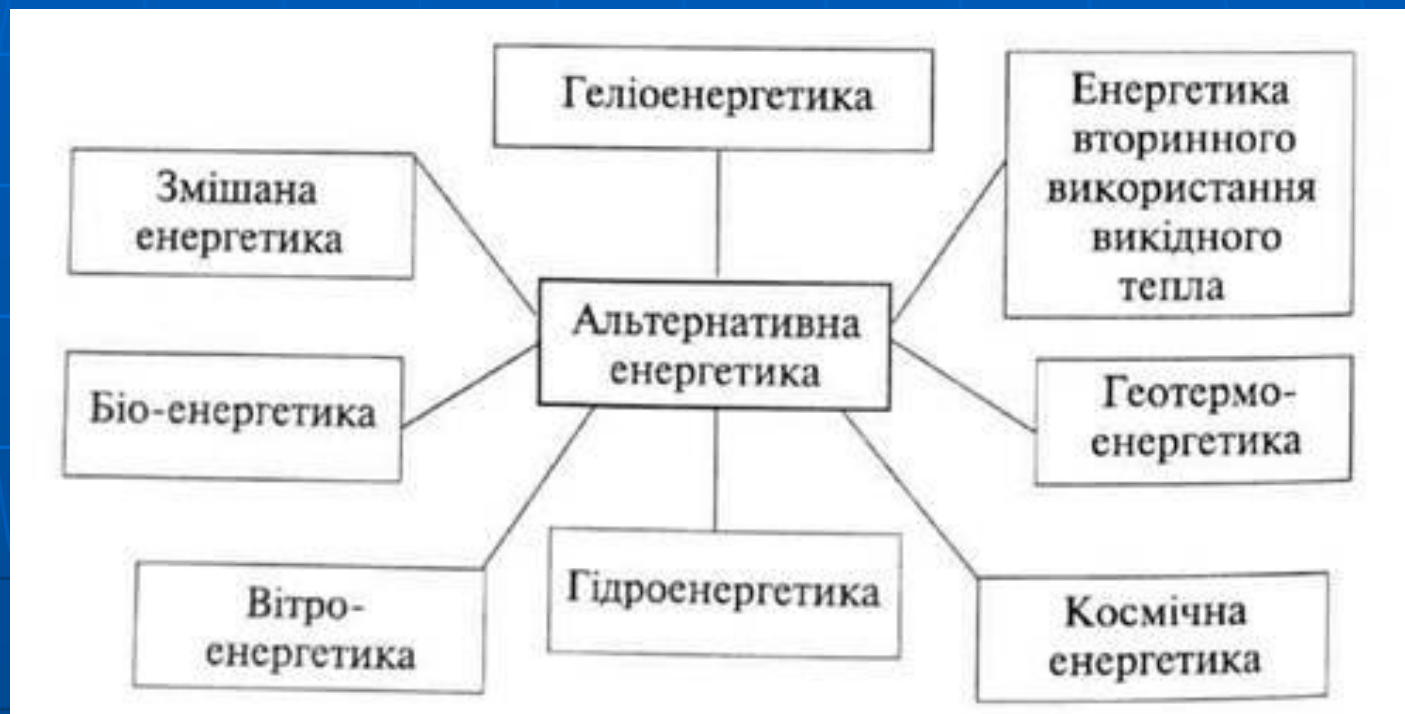 Геліоенергетика
Енергетика
вторинного
використання
викідного
тепла
Змішана
енергетика
Альтернативна
енергетика
Біо-енергетика
Геотермо-
енергетика
Вітро-
енергетика
Гідроенергетика
Космічна
енергетика